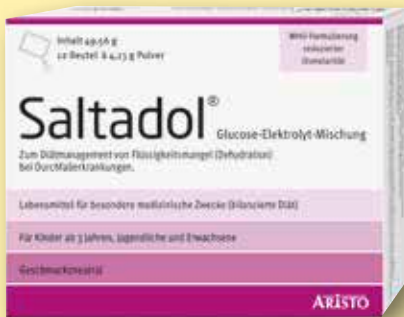 Inhalt 49,56 g
12 Beutel à 4,13 g Pulver
WHO-Formulierung
reduzierter
Osmolarität
Saltadol®
Glucose-Elektrolyt-Mischung
Zum Diätmanagement von Flüssigkeitsmangel (Dehydration)
bei Durchfallerkrankungen.
Lebensmittel für besondere medizinische Zwecke (bilanzierte Diät)
Für Kinder ab 3 Jahren, Jugendliche und Erwachsene
Geschmacksneutral
ARISTO